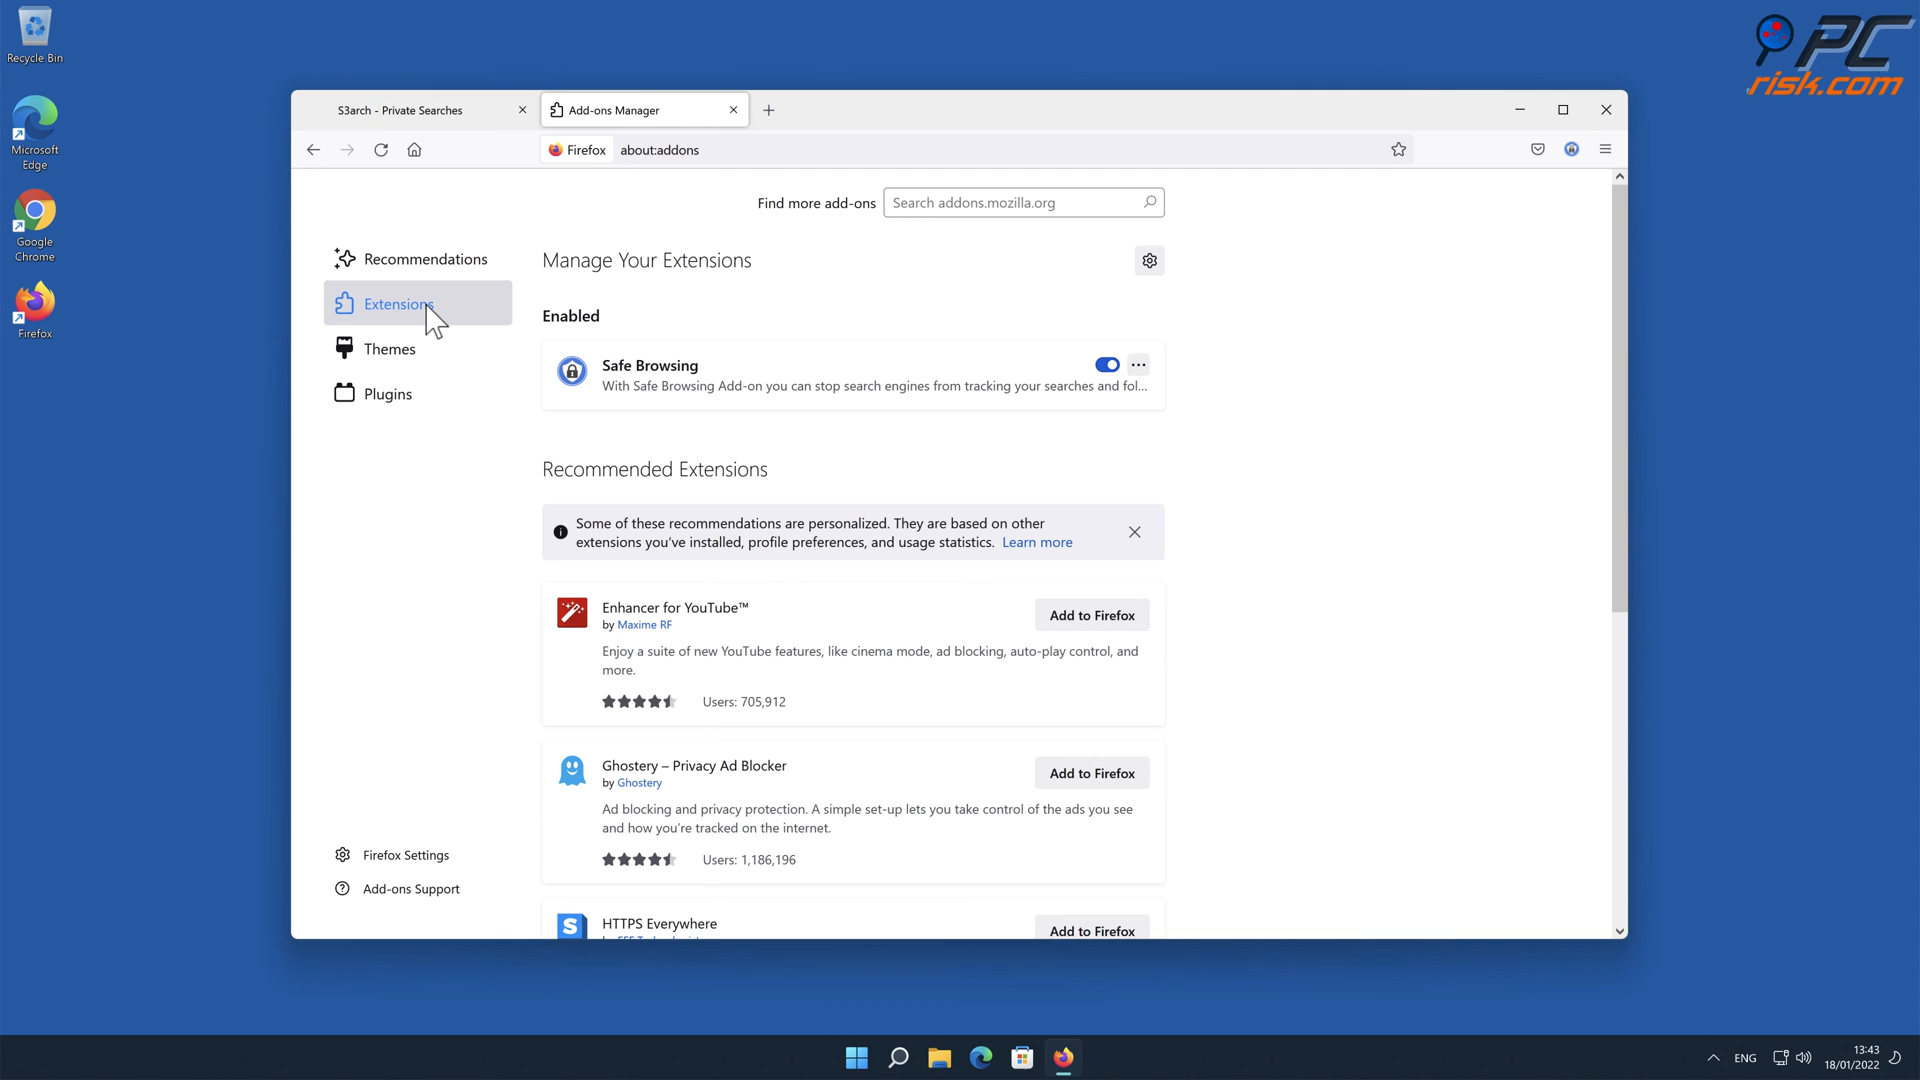 Recycle Bin
Microsoft
Edge
Google
Chrome
Firefox
PC
risk.com
S3arch - Private Searches
Add-ons Manager
Firefox
about:addons
Find more add-ons
Search addons.mozilla.org
Recommendations
Extensions
Themes
Plugins
Firefox Settings
Add-ons Support
Manage Your Extensions
Enabled
Safe Browsing
With Safe Browsing Add-on you can stop search engines from tracking your searches and fol...
Recommended Extensions
Some of these recommendations are personalized. They are based on other
extensions you’ve installed, profile preferences, and usage statistics. Learn more
Enhancer for YouTube™
by Maxime RF
Add to Firefox
Enjoy a suite of new YouTube features, like cinema mode, ad blocking, auto-play control, and
more.
Users: 705,912
Ghostery – Privacy Ad Blocker
by Ghostery
Add to Firefox
Ad blocking and privacy protection. A simple set-up lets you take control of the ads you see
and how you’re tracked on the internet.
Users: 1,186,196
S
HTTPS Everywhere
Add to Firefox
ENG
13:43
18/01/2022